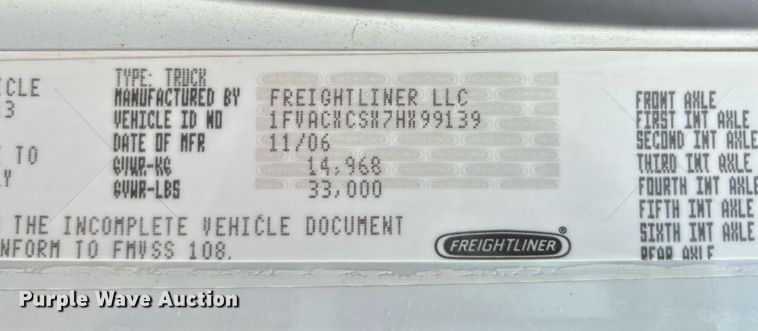 ICLE
3
TYPE: TRUCK
MANUFACTURED BY FREIGHTLINER LLC
VEHICLE ID NO 1FVACXCSX7HX99139
DATE OF MFR 11/06
GVWR-KG 14,968
GVWR-LBS 33,000
TO
Y
THE INCOMPLETE VEHICLE DOCUMENT
NFORM TO FMVSS 108.
FREIGHTLINER®
FRONT AXLE
FIRST INT AXLE
SECOND INT AXLE
THIRD INT AXLE
FOURTH INT AXLE
FIFTH INT AXLE
SIXTH INT AXLE
REAR AXLE
Purple Wave Auction